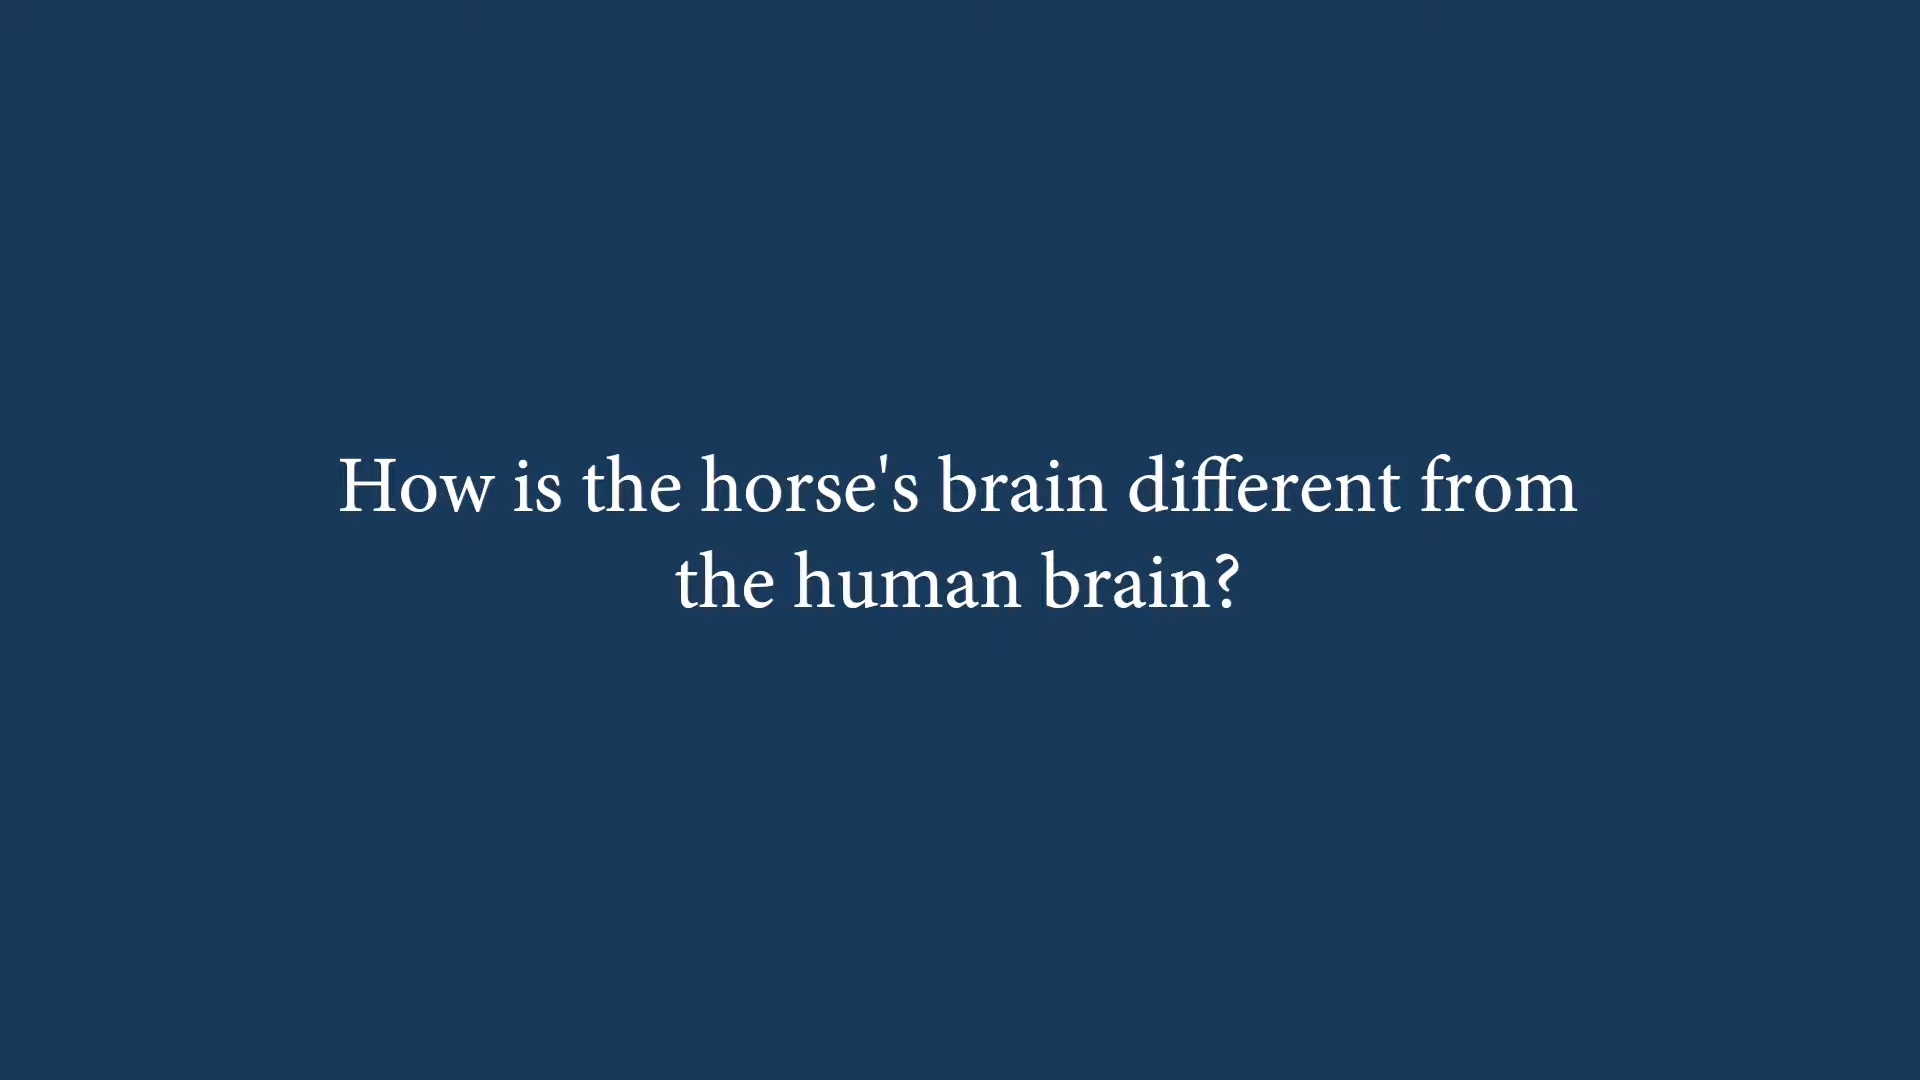 How is the horse's brain different from
the human brain?